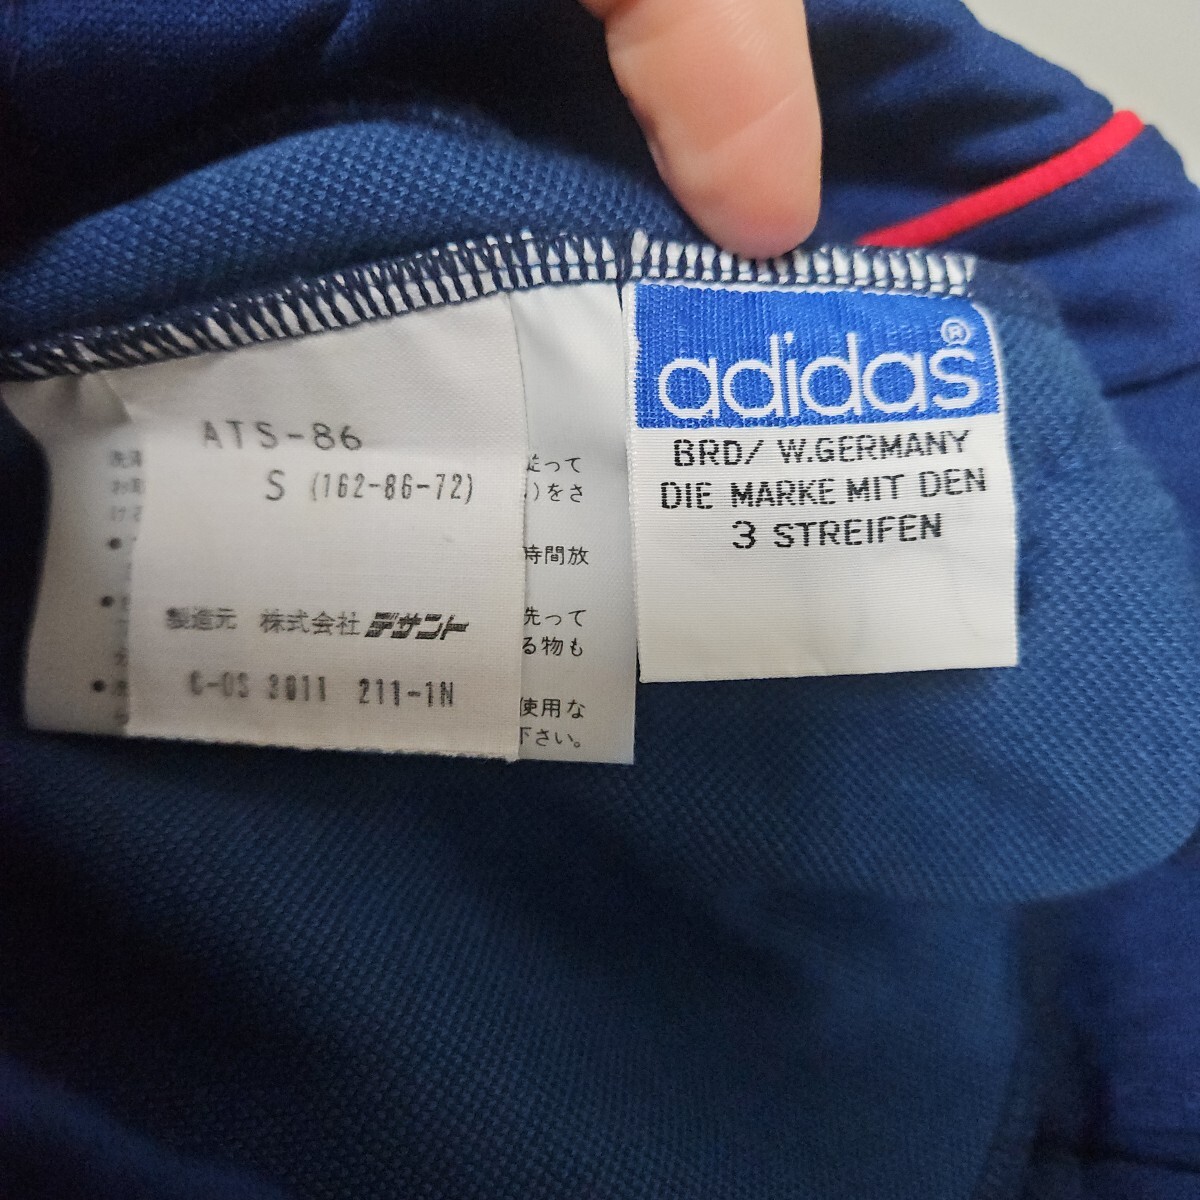 ATS-86
S (162-86-72)
製造元 株式会社デサント
C-OS 3011 211-1N
従って
)をさ
時間放
洗って
る物も
使用な
下さい。
adidas®
BRD/ W.GERMANY
DIE MARKE MIT DEN
3 STREIFEN